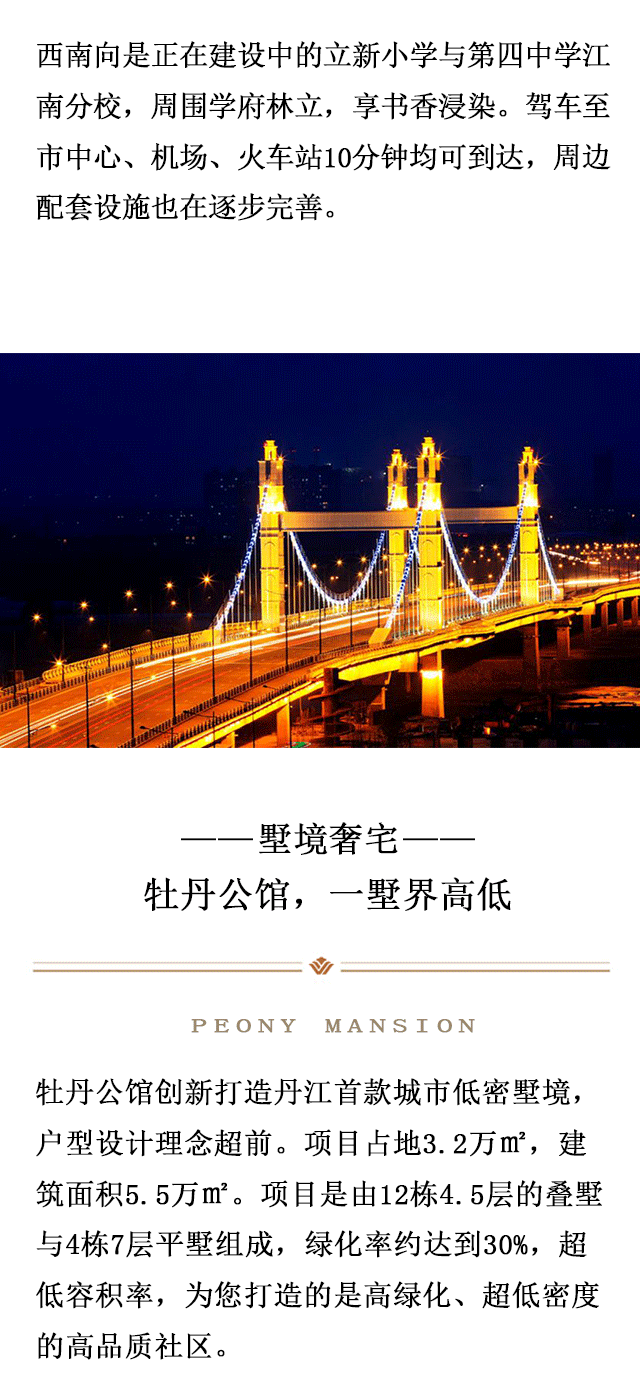 西南向是正在建设中的立新小学与第四中学江
南分校，周围学府林立，享书香浸染。驾车至
市中心、机场、火车站10分钟均可到达，周边
配套设施也在逐步完善。
——墅境奢宅——
牡丹公馆，一墅界高低
PEONY MANSION
牡丹公馆创新打造丹江首款城市低密墅境，
户型设计理念超前。项目占地3.2万㎡，建
筑面积5.5万㎡。项目是由12栋4.5层的叠墅
与4栋7层平墅组成，绿化率约达到30%，超
低容积率，为您打造的是高绿化、超低密度
的高品质社区。